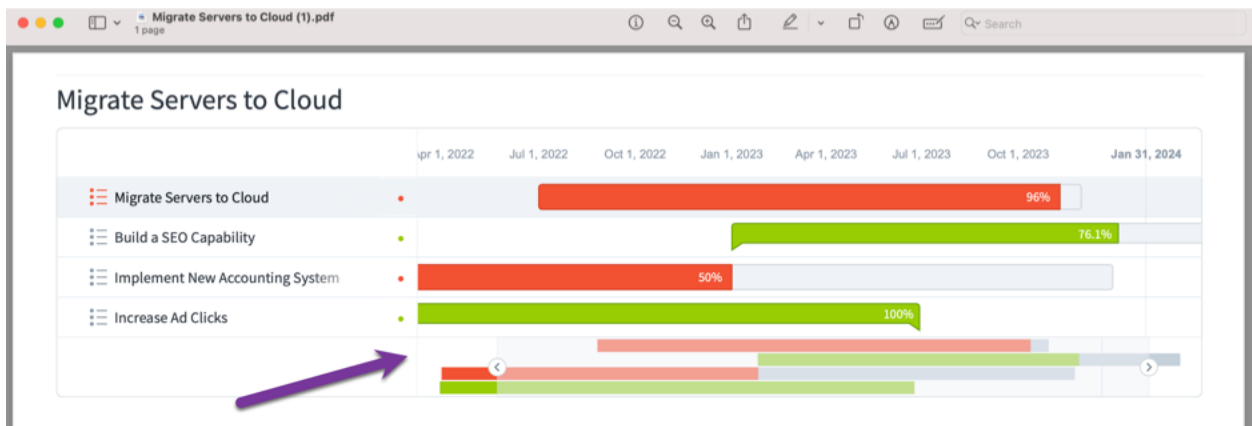 Migrate Servers to Cloud (1).pdf
1 page
Search
Migrate Servers to Cloud
pr 1, 2022 Jul 1, 2022 Oct 1, 2022 Jan 1, 2023 Apr 1, 2023 Jul 1, 2023 Oct 1, 2023 Jan 31, 2024
Migrate Servers to Cloud 96%
Build a SEO Capability 76.1%
Implement New Accounting System 50%
Increase Ad Clicks 100%